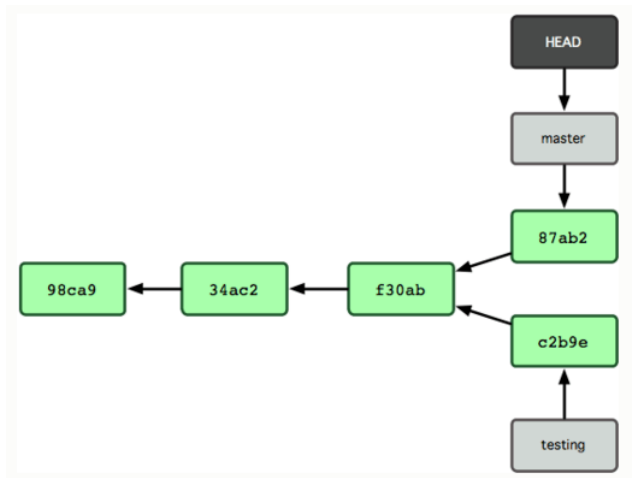 HEAD
master
87ab2
98ca9
34ac2
f30ab
c2b9e
testing